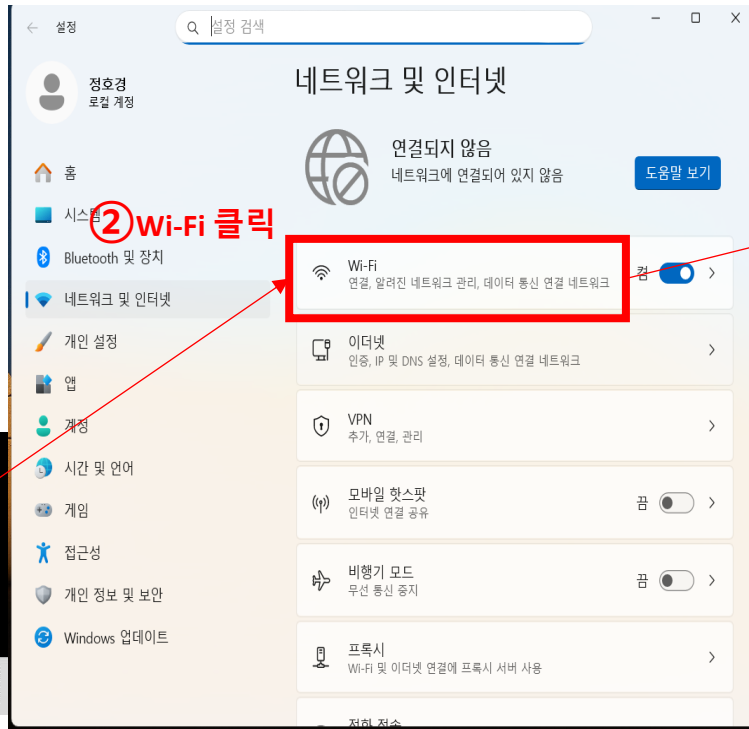 설정
설정 검색
정호경
로컬 계정
네트워크 및 인터넷
연결되지 않음
네트워크에 연결되어 있지 않음
도움말 보기
홈
시스템
②Wi-Fi 클릭
Bluetooth 및 장치
네트워크 및 인터넷
개인 설정
앱
계정
시간 및 언어
게임
접근성
개인 정보 및 보안
Windows 업데이트
Wi-Fi
연결, 알려진 네트워크 관리, 데이터 통신 연결 네트워크
켬
이더넷
인증, IP 및 DNS 설정, 데이터 통신 연결 네트워크
VPN
추가, 연결, 관리
모바일 핫스팟
인터넷 연결 공유
끔
비행기 모드
무선 통신 중지
끔
프록시
Wi-Fi 및 이더넷 연결에 프록시 서버 사용